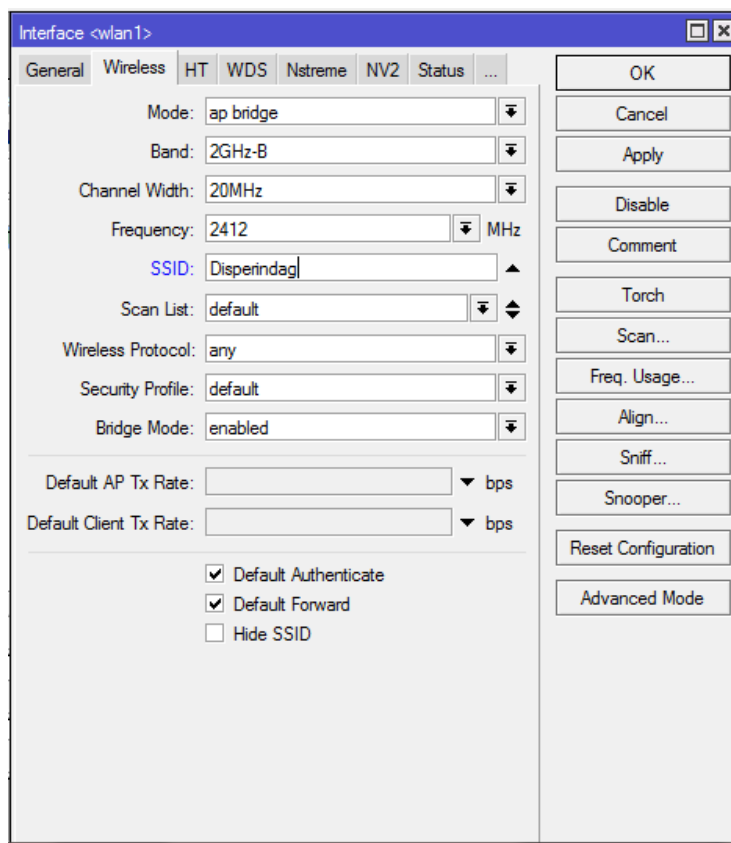 Interface <wlan1>
General Wireless HT WDS Nstreme NV2 Status ...
Mode: ap bridge
Band: 2GHz-B
Channel Width: 20MHz
Frequency: 2412 MHz
SSID: Disperindag
Scan List: default
Wireless Protocol: any
Security Profile: default
Bridge Mode: enabled
Default AP Tx Rate: bps
Default Client Tx Rate: bps
Default Authenticate
Default Forward
Hide SSID
OK
Cancel
Apply
Disable
Comment
Torch
Scan...
Freq. Usage...
Align...
Sniff...
Snooper...
Reset Configuration
Advanced Mode